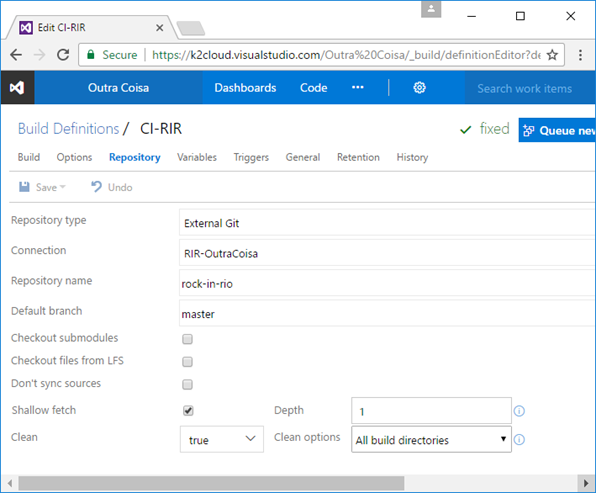 Edit CI-RIR
Secure https://k2cloud.visualstudio.com/Outra%20Coisa/_build/definitionEditor?de
Outra Coisa Dashboards Code ••• Search work items
Build Definitions / CI-RIR fixed Queue new
Build Options Repository Variables Triggers General Retention History
Save Undo
Repository type External Git
Connection RIR-OutraCoisa
Repository name rock-in-rio
Default branch master
Checkout submodules
Checkout files from LFS
Don't sync sources
Shallow fetch Depth 1
Clean true Clean options All build directories